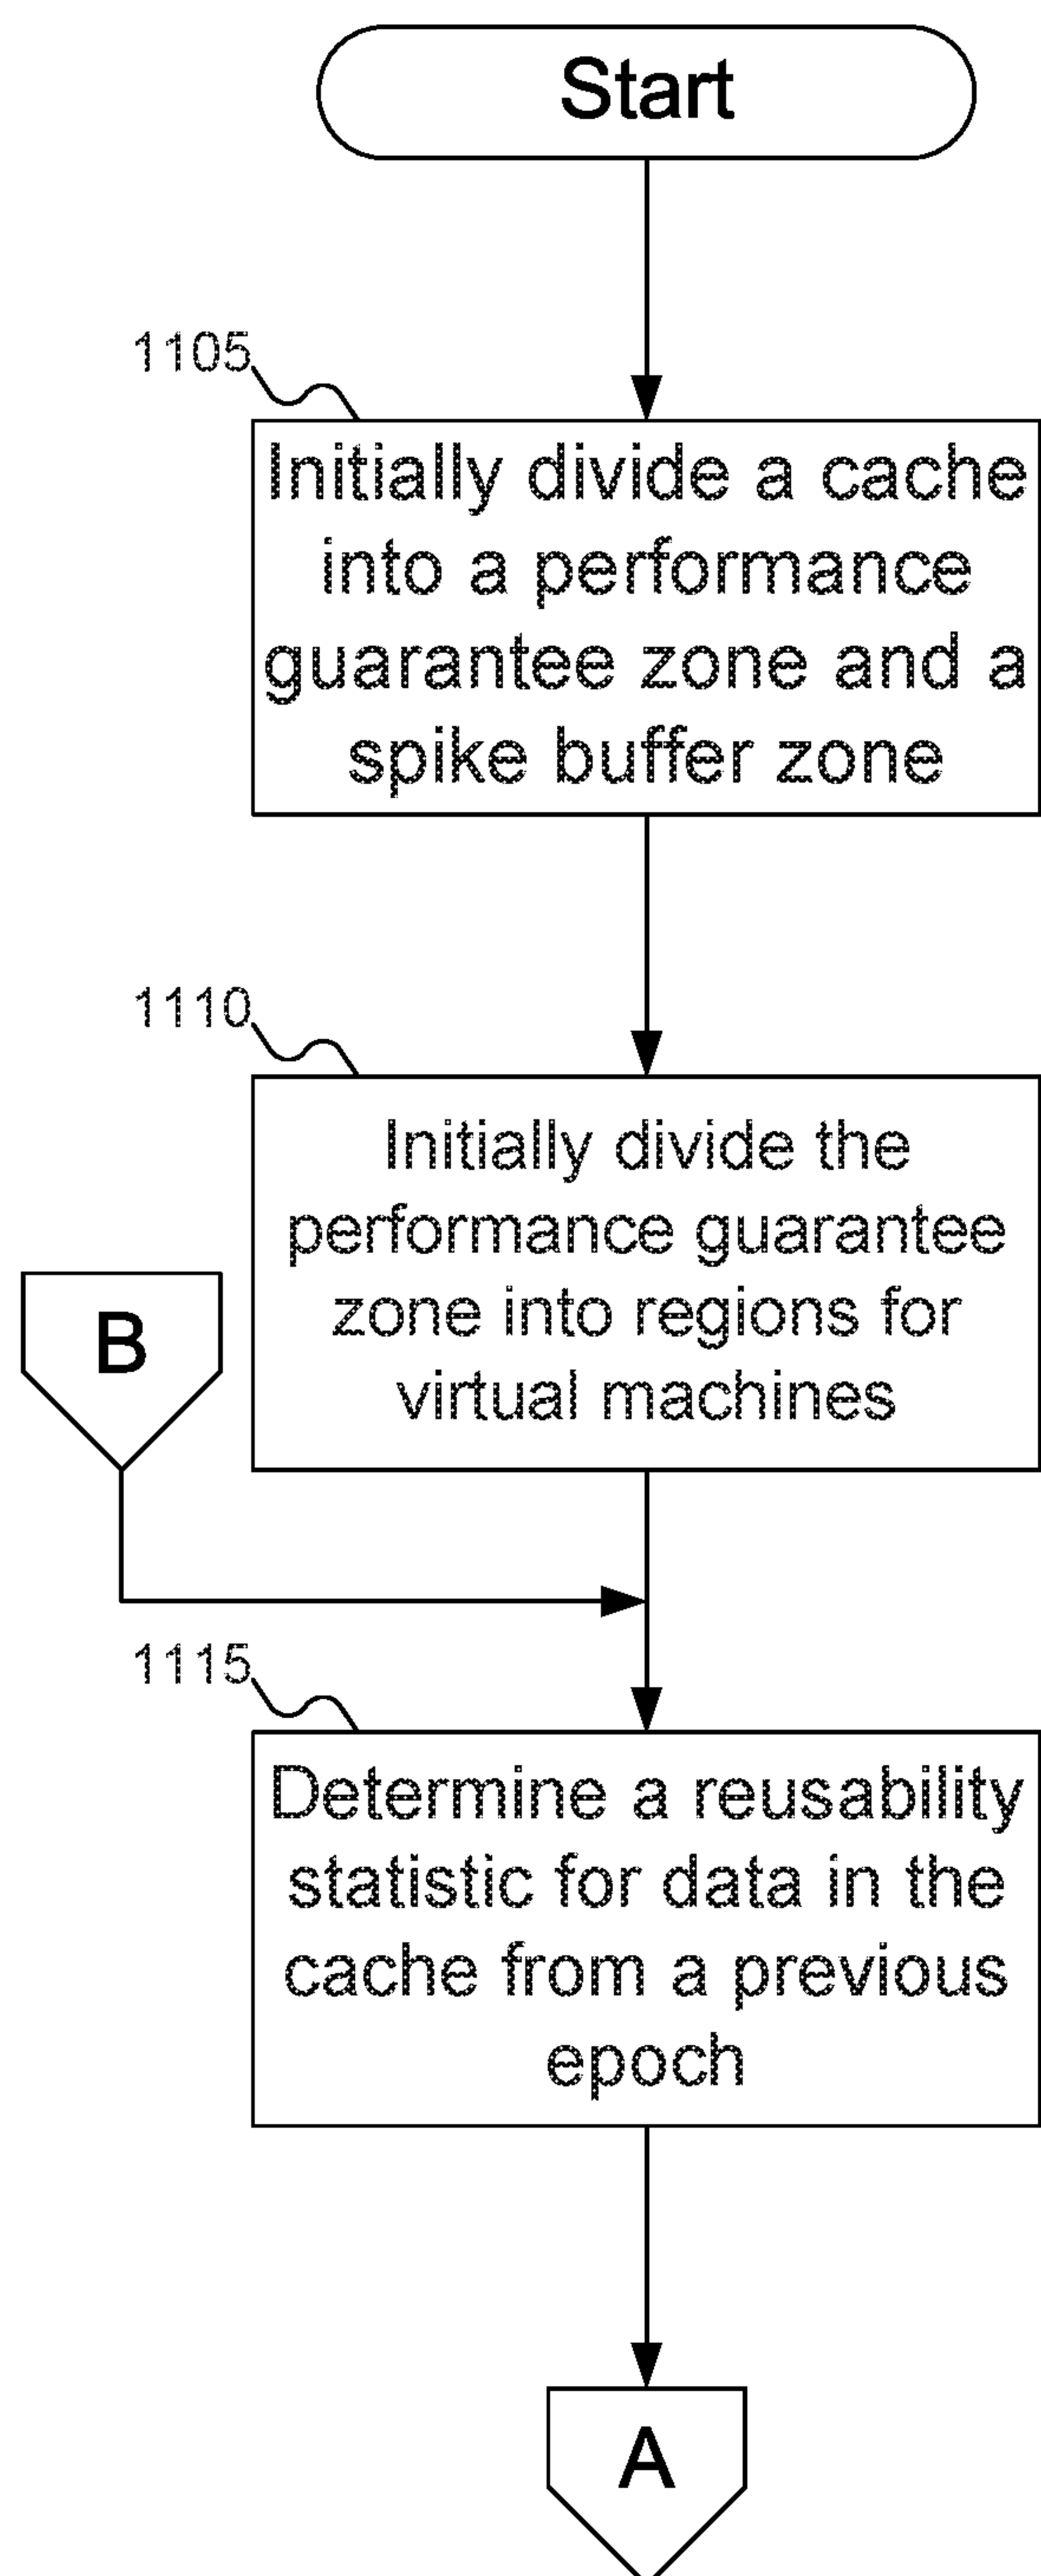 Start
1105
Initially divide a cache
into a performance
guarantee zone and a
spike buffer zone
1110
Initially divide the
performance guarantee
zone into regions for
virtual machines
B
1115
Determine a reusability
statistic for data in the
cache from a previous
epoch
A